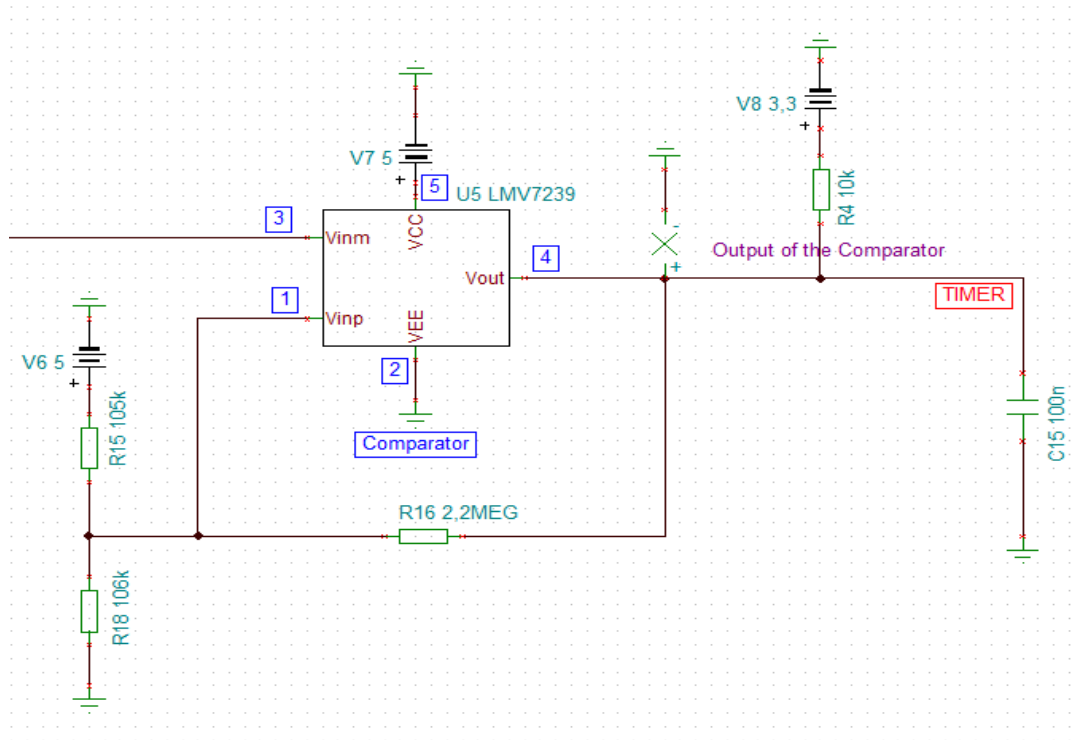 V8 3,3
V7 5
5
U5 LMV7239
R4 10k
3
Vinm
VCC
4
Output of the Comparator
Vout
TIMER
1
Vinp
VEE
V6 5
2
C15 100n
R15 105k
Comparator
R16 2,2MEG
R18 106k